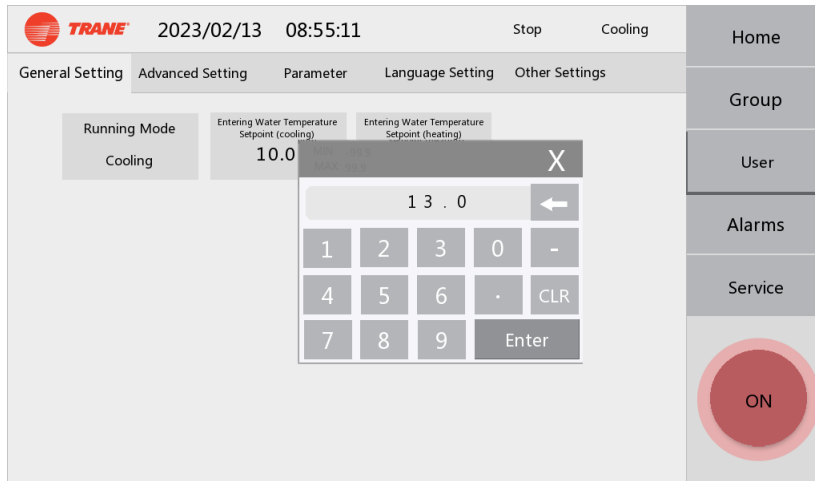 TRANE 2023/02/13 08:55:11 Stop Cooling
General Setting Advanced Setting Parameter Language Setting Other Settings
Running Mode
Cooling
Entering Water Temperature
Setpoint (cooling)
10.0
Entering Water Temperature
Setpoint (heating)
X
13.0
1 2 3 0 -
4 5 6 . CLR
7 8 9 Enter
Home
Group
User
Alarms
Service
ON